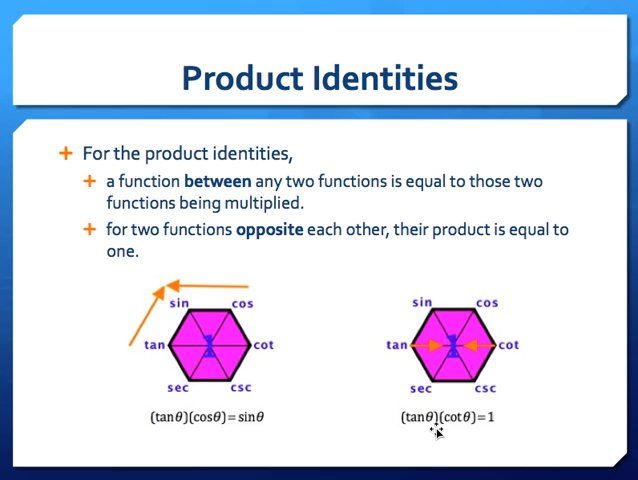 Product Identities
+ For the product identities,
+ a function between any two functions is equal to those two
functions being multiplied.
+ for two functions opposite each other, their product is equal to
one.
sin cos
tan 1 cot
sec csc
(tanθ)(cosθ)=sinθ
sin cos
tan 1 cot
sec csc
(tanθ)(cotθ)=1